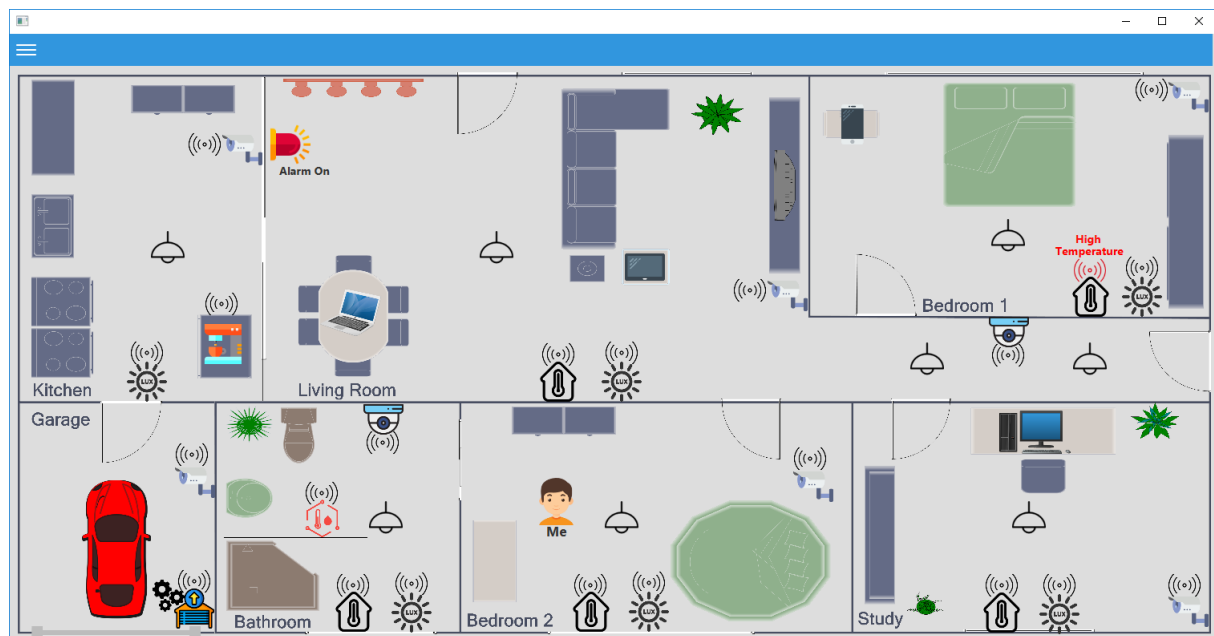 Alarm On
High
Temperature
LUX
Bedroom 1
LUX
LUX
Kitchen
Living Room
Garage
Me
LUX
LUX
LUX
Bathroom
Bedroom 2
Study